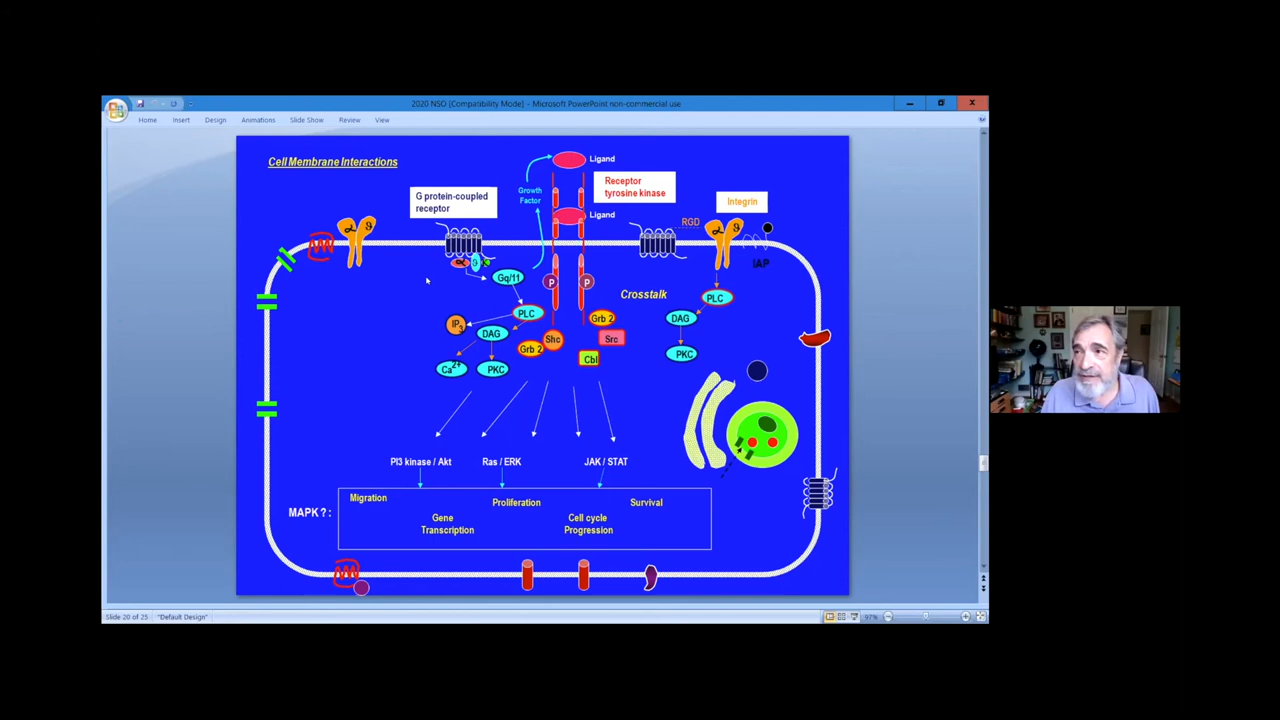 2020 NSO [Compatibility Mode] - Microsoft PowerPoint non-commercial use
Home Insert Design Animations Slide Show Review View
Cell Membrane Interactions
Ligand
G protein-coupled
receptor
Growth
Factor
Receptor
tyrosine kinase
Ligand
Integrin
RGD
IAP
Gq/11
P
P
Crosstalk
PLC
PLC
IP3
DAG
Grb 2
Shc
Grb 2
Src
Cbl
DAG
Ca2+
PKC
PKC
PI3 kinase / Akt
Ras / ERK
JAK / STAT
MAPK? :
Migration
Proliferation
Survival
Gene
Transcription
Cell cycle
Progression
Slide 20 of 25
"Default Design"
97%